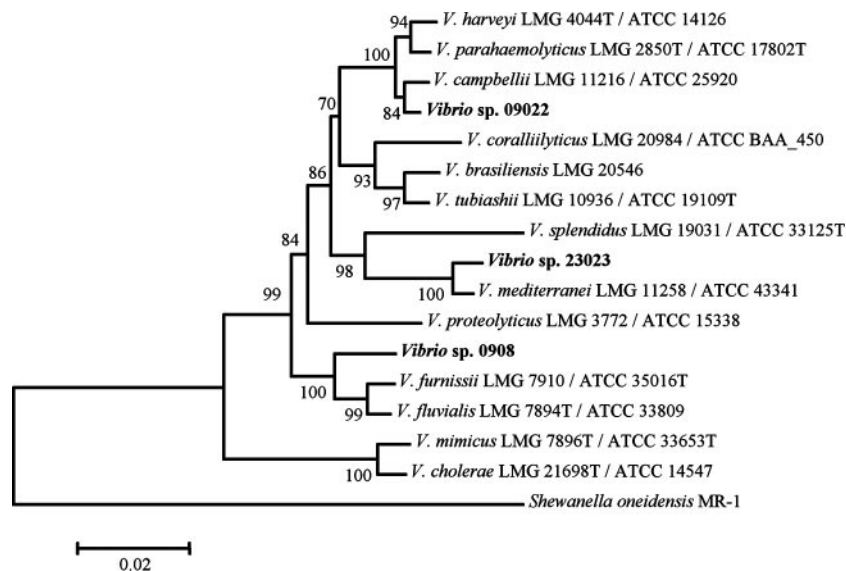 94
V. harveyi LMG 4044T / ATCC 14126
V. parahaemolyticus LMG 2850T / ATCC 17802T
100
V. campbellii LMG 11216 / ATCC 25920
84
Vibrio sp. 09022
70
V. coralliilyticus LMG 20984 / ATCC BAA_450
93
V. brasiliensis LMG 20546
97
V. tubiashii LMG 10936 / ATCC 19109T
86
V. splendidus LMG 19031 / ATCC 33125T
98
Vibrio sp. 23023
100
V. mediterranei LMG 11258 / ATCC 43341
84
V. proteolyticus LMG 3772 / ATCC 15338
99
Vibrio sp. 0908
100
V. furnissii LMG 7910 / ATCC 35016T
99
V. fluvialis LMG 7894T / ATCC 33809
V. mimicus LMG 7896T / ATCC 33653T
100
V. cholerae LMG 21698T / ATCC 14547
Shewanella oneidensis MR-1
0.02